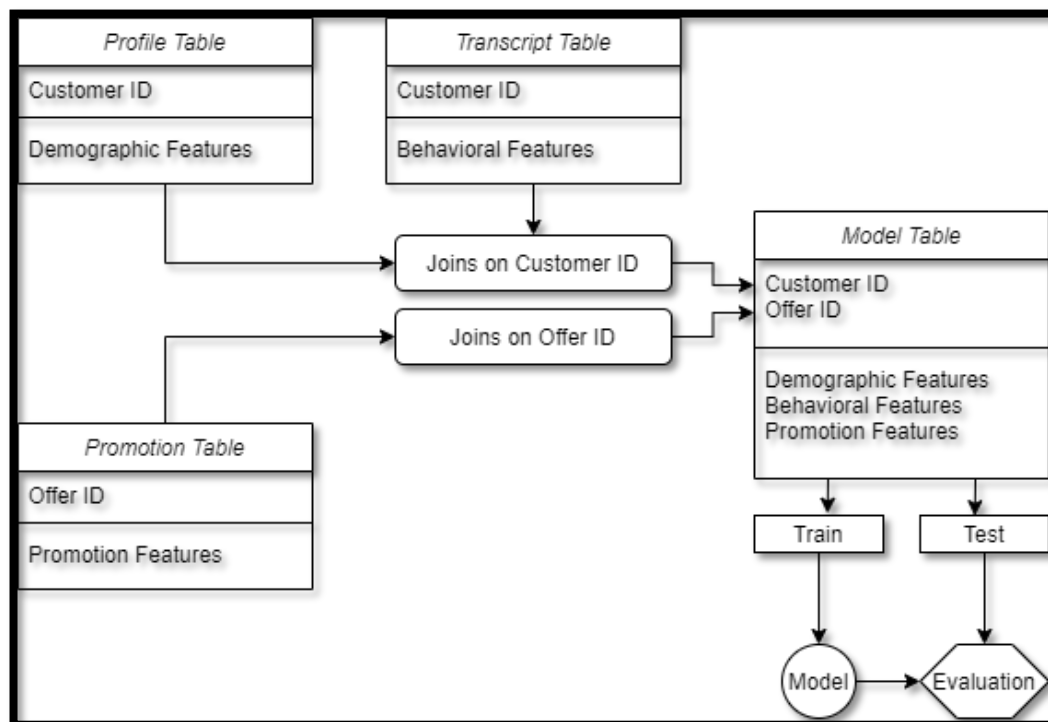 Profile Table
Customer ID
Demographic Features
Transcript Table
Customer ID
Behavioral Features
Joins on Customer ID
Joins on Offer ID
Model Table
Customer ID
Offer ID
Demographic Features
Behavioral Features
Promotion Features
Promotion Table
Offer ID
Promotion Features
Train
Test
Model
Evaluation